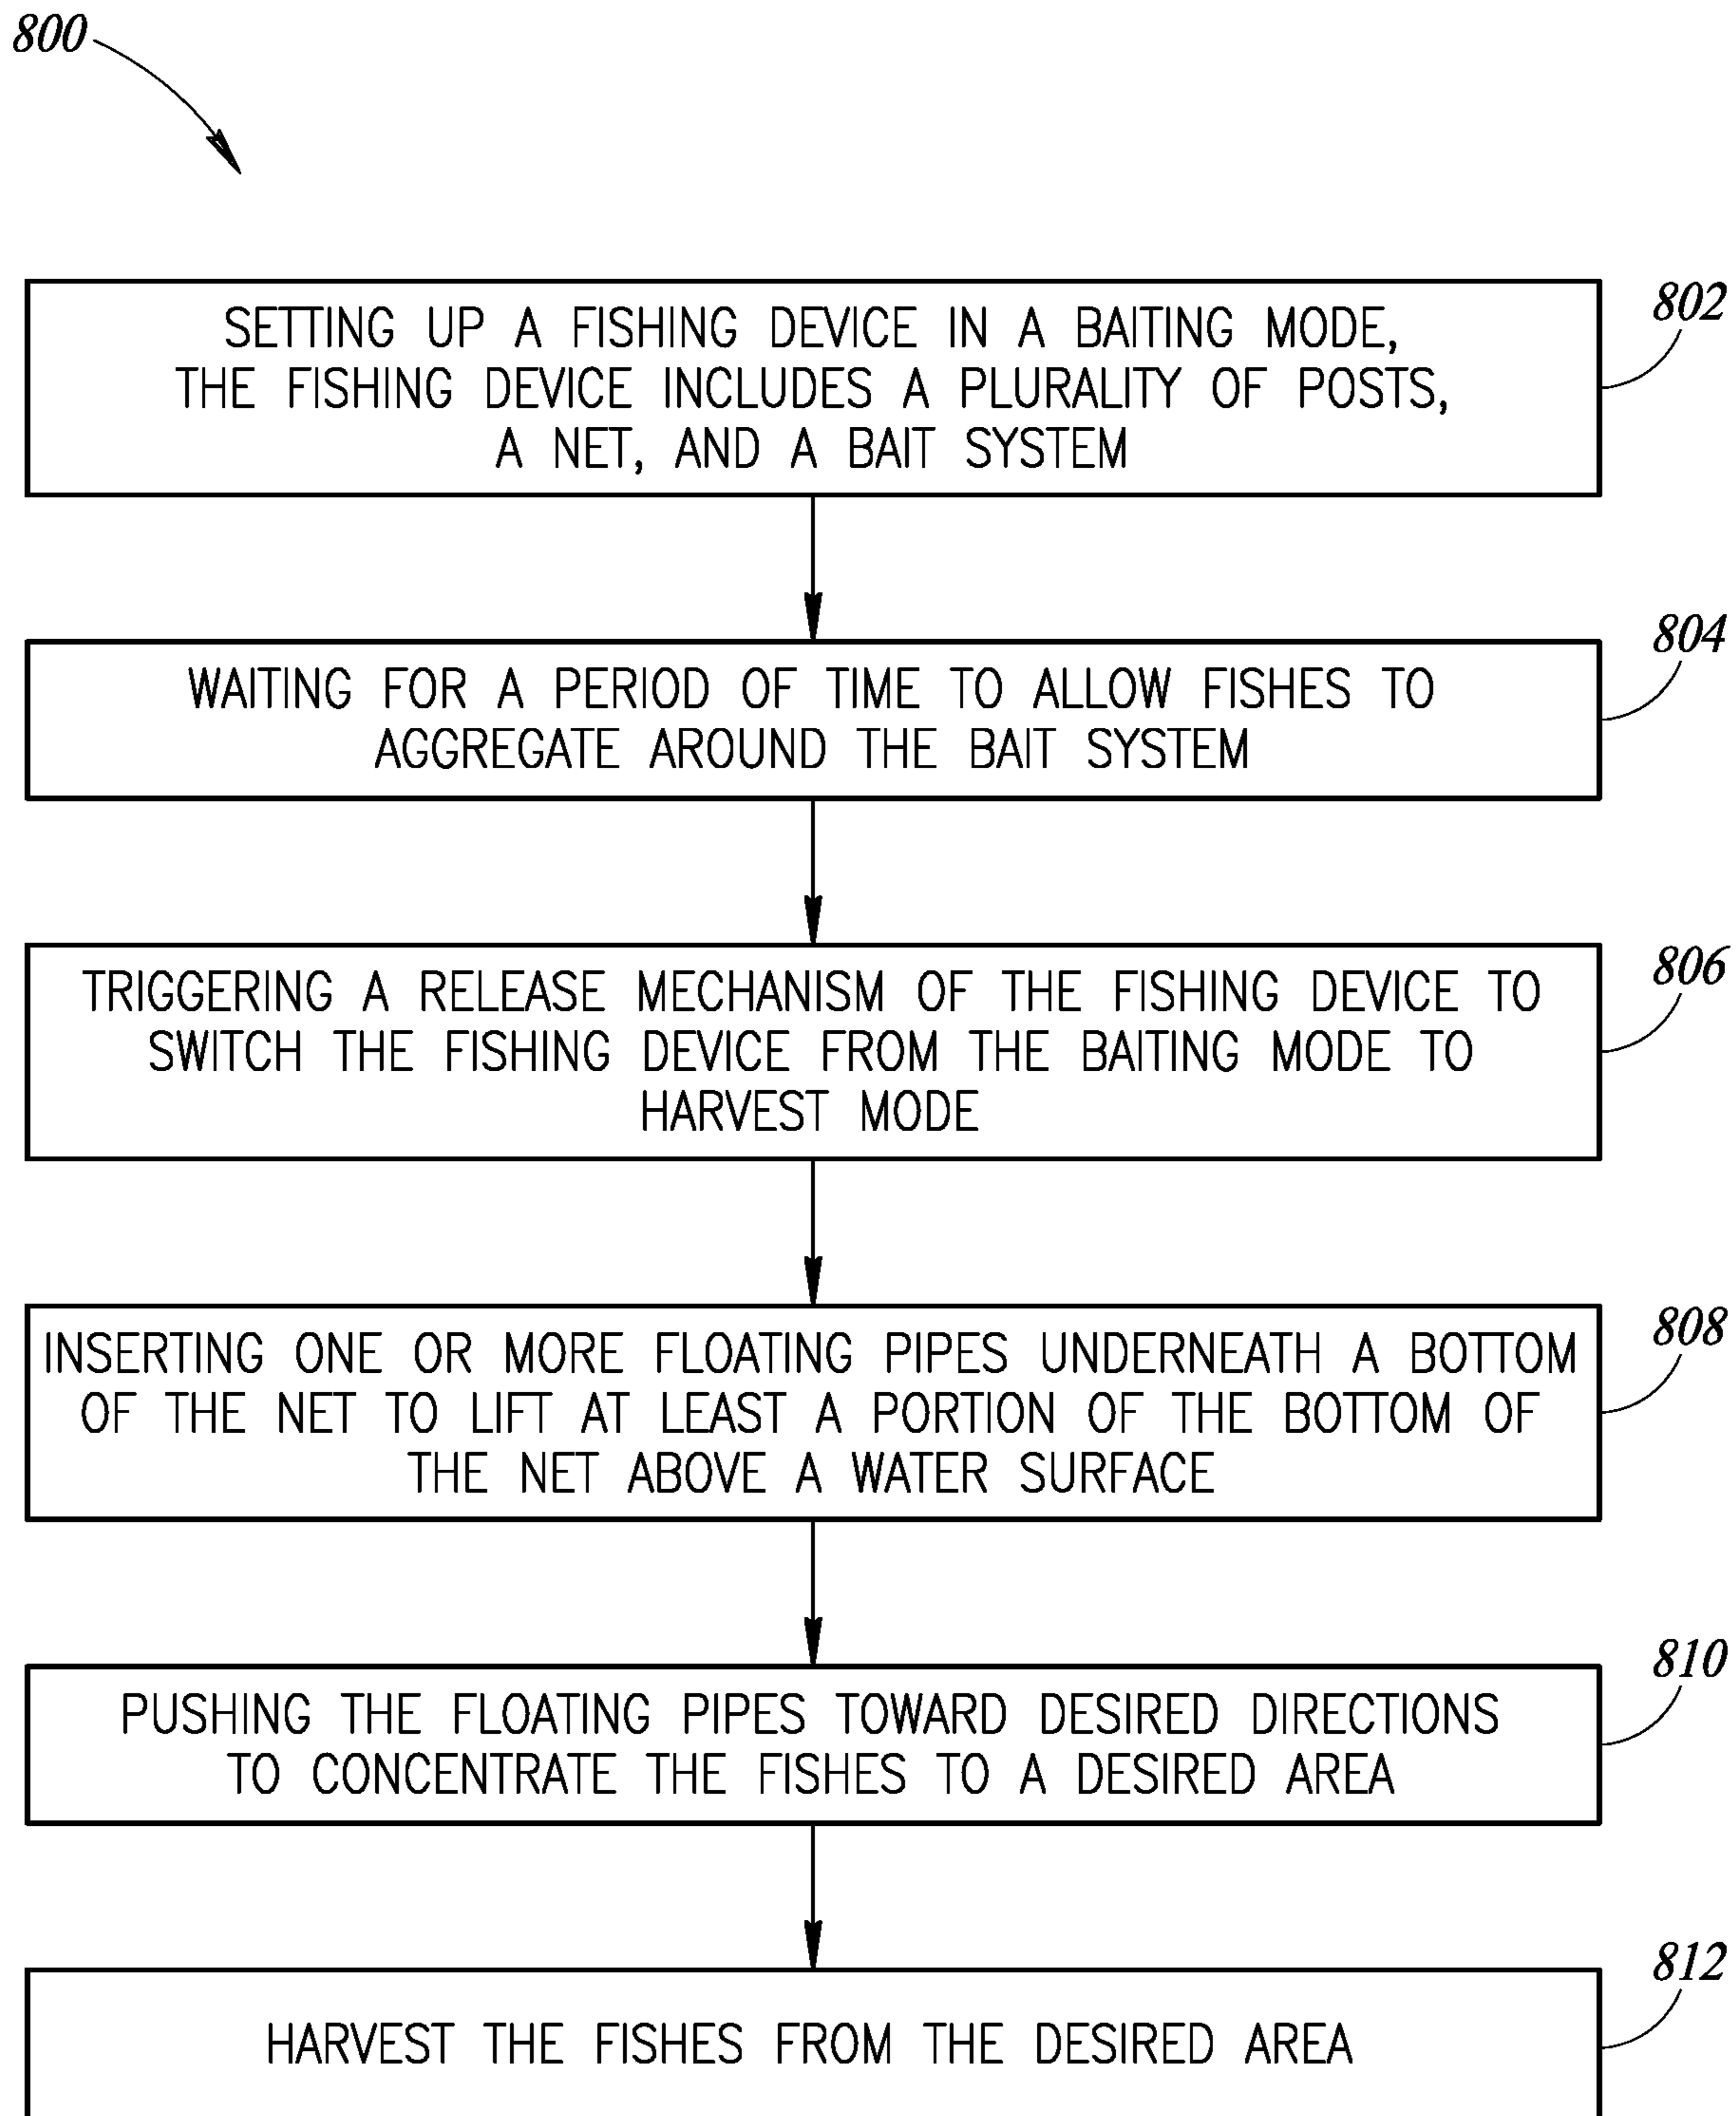 800
SETTING UP A FISHING DEVICE IN A BAITING MODE,
THE FISHING DEVICE INCLUDES A PLURALITY OF POSTS,
A NET, AND A BAIT SYSTEM
802
WAITING FOR A PERIOD OF TIME TO ALLOW FISHES TO
AGGREGATE AROUND THE BAIT SYSTEM
804
TRIGGERING A RELEASE MECHANISM OF THE FISHING DEVICE TO
SWITCH THE FISHING DEVICE FROM THE BAITING MODE TO
HARVEST MODE
806
INSERTING ONE OR MORE FLOATING PIPES UNDERNEATH A BOTTOM
OF THE NET TO LIFT AT LEAST A PORTION OF THE BOTTOM OF
THE NET ABOVE A WATER SURFACE
808
PUSHING THE FLOATING PIPES TOWARD DESIRED DIRECTIONS
TO CONCENTRATE THE FISHES TO A DESIRED AREA
810
HARVEST THE FISHES FROM THE DESIRED AREA
812